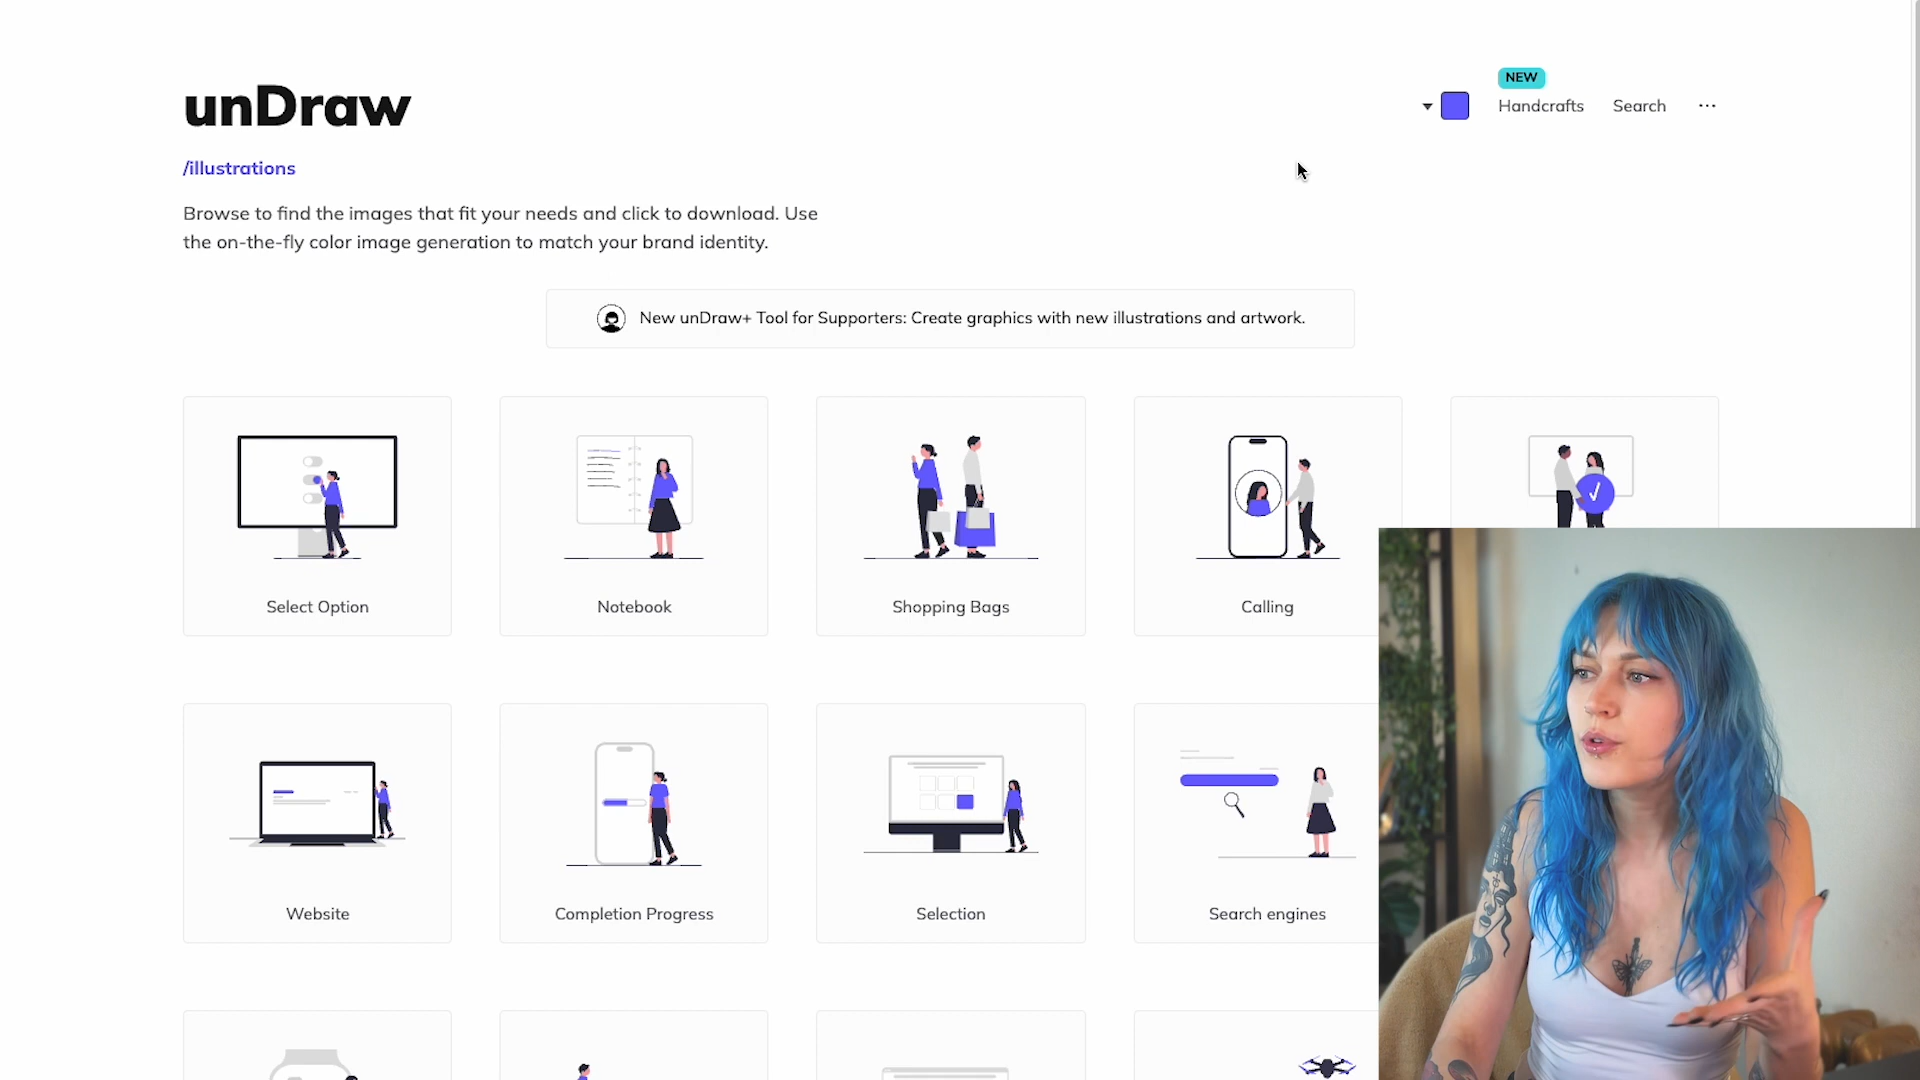 unDraw
NEW
Handcrafts
Search
/illustrations
Browse to find the images that fit your needs and click to download. Use
the on-the-fly color image generation to match your brand identity.
New unDraw+ Tool for Supporters: Create graphics with new illustrations and artwork.
Select Option
Notebook
Shopping Bags
Calling
Website
Completion Progress
Selection
Search engines